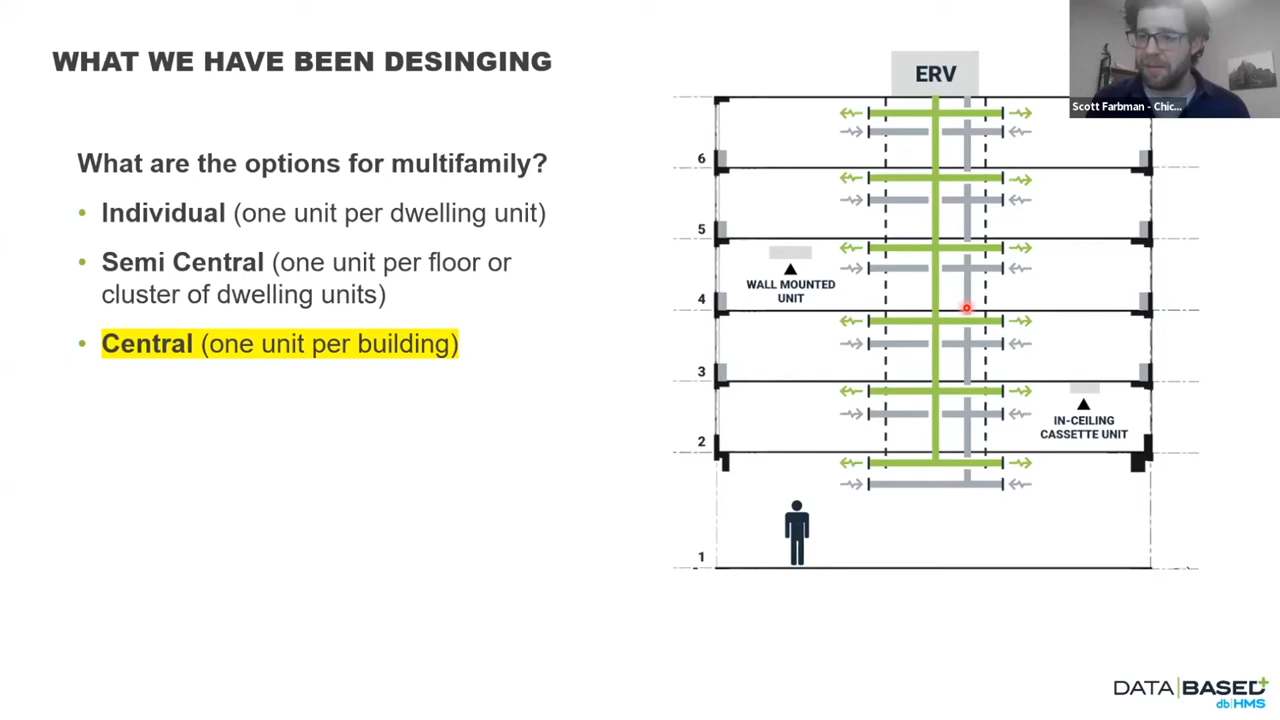 WHAT WE HAVE BEEN DESINGING
What are the options for multifamily?
• Individual (one unit per dwelling unit)
• Semi Central (one unit per floor or
cluster of dwelling units)
• Central (one unit per building)
ERV
Scott Farbman - Chic...
6
5
WALL MOUNTED
UNIT
4
3
IN-CEILING
CASSETTE UNIT
2
1
DATA|BASED+
db|HMS